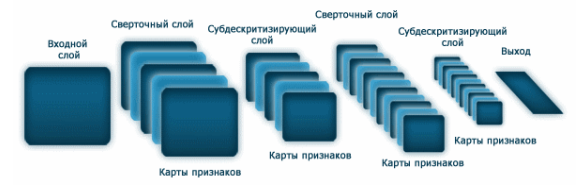 Входной
слой
Сверточный слой
Карты признаков
Субдескритизирующий
слой
Карты признаков
Сверточный слой
Карты признаков
Субдескритизирующий
слой
Карты признаков
Выход